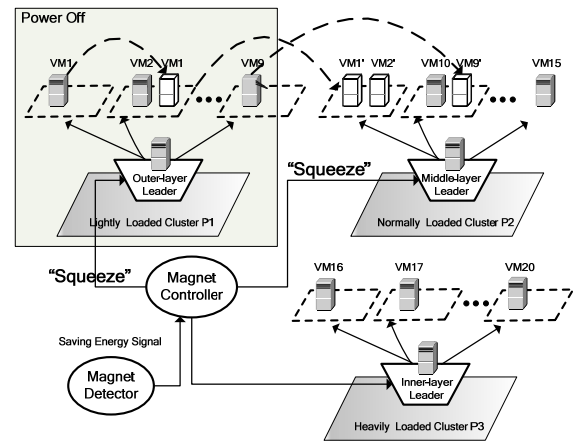 Power Off
VM1
VM2
VM1
VM9
VM1'
VM2'
VM10
VM9'
VM15
Outer-layer
Leader
Lightly Loaded Cluster P1
"Squeeze"
Middle-layer
Leader
Normally Loaded Cluster P2
"Squeeze"
Magnet
Controller
VM16
VM17
VM20
Saving Energy Signal
Magnet
Detector
Inner-layer
Leader
Heavily Loaded Cluster P3